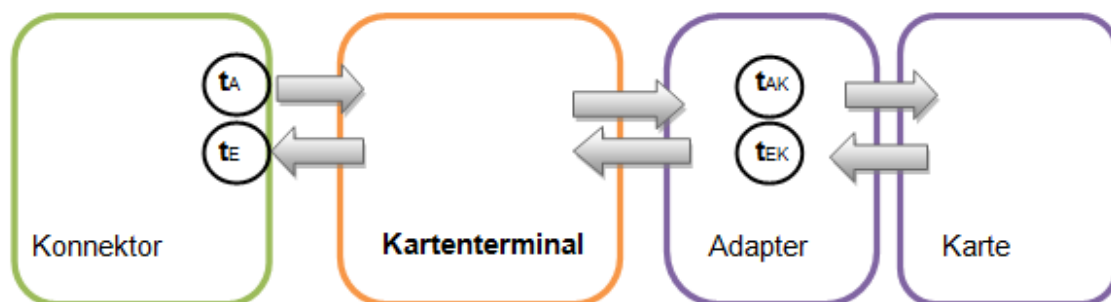 tA
tE
Konnektor
Kartenterminal
tAK
tEK
Adapter
Karte